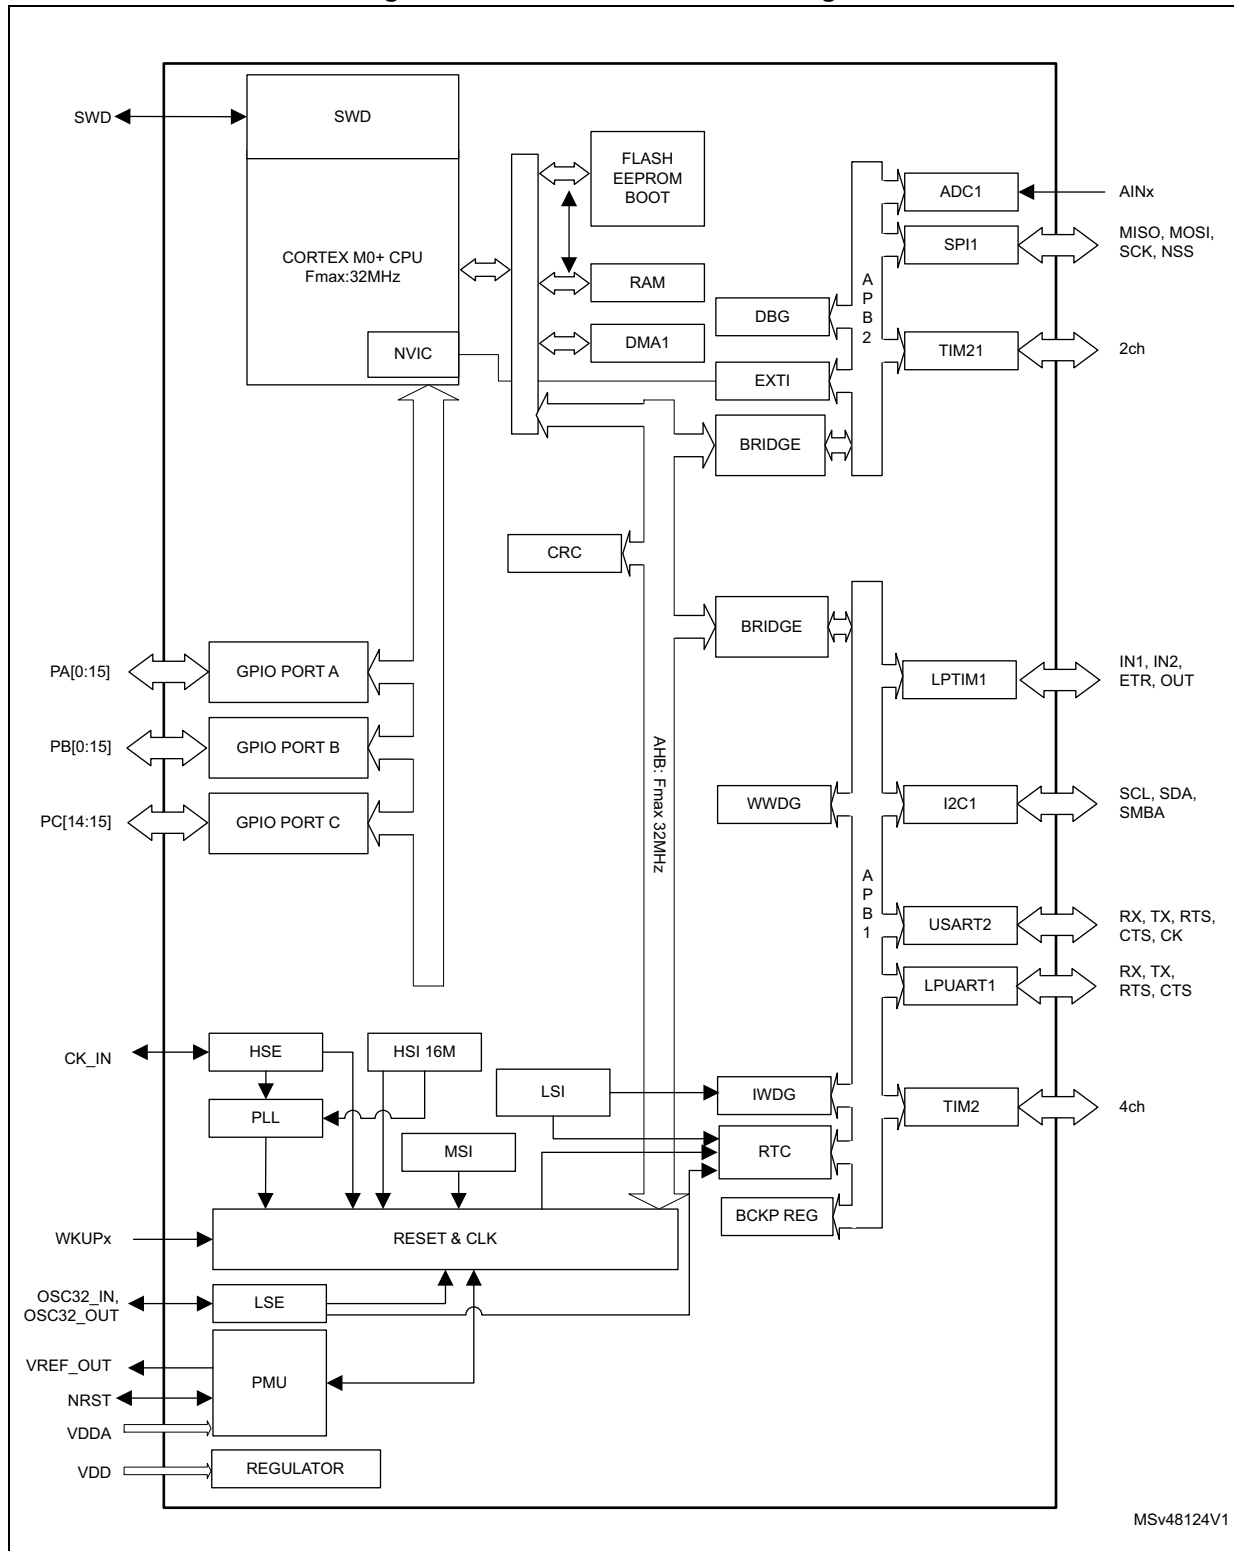 SWD
SWD
FLASH
EEPROM
BOOT
ADC1
AINx
SPI1
MISO, MOSI,
SCK, NSS
CORTEX M0+ CPU
Fmax:32MHz
RAM
A
P
B
2
DBG
NVIC
DMA1
TIM21
2ch
EXTI
BRIDGE
CRC
BRIDGE
PA[0:15]
GPIO PORT A
LPTIM1
IN1, IN2,
ETR, OUT
PB[0:15]
GPIO PORT B
AHB: Fmax 32MHz
PC[14:15]
GPIO PORT C
WWDG
I2C1
SCL, SDA,
SMBA
A
P
B
1
USART2
RX, TX, RTS,
CTS, CK
LPUART1
RX, TX,
RTS, CTS
CK_IN
HSE
HSI 16M
LSI
IWDG
TIM2
4ch
PLL
MSI
RTC
BCKP REG
WKUPx
RESET & CLK
OSC32_IN,
OSC32_OUT
LSE
VREF_OUT
PMU
NRST
VDDA
VDD
REGULATOR
MSv48124V1